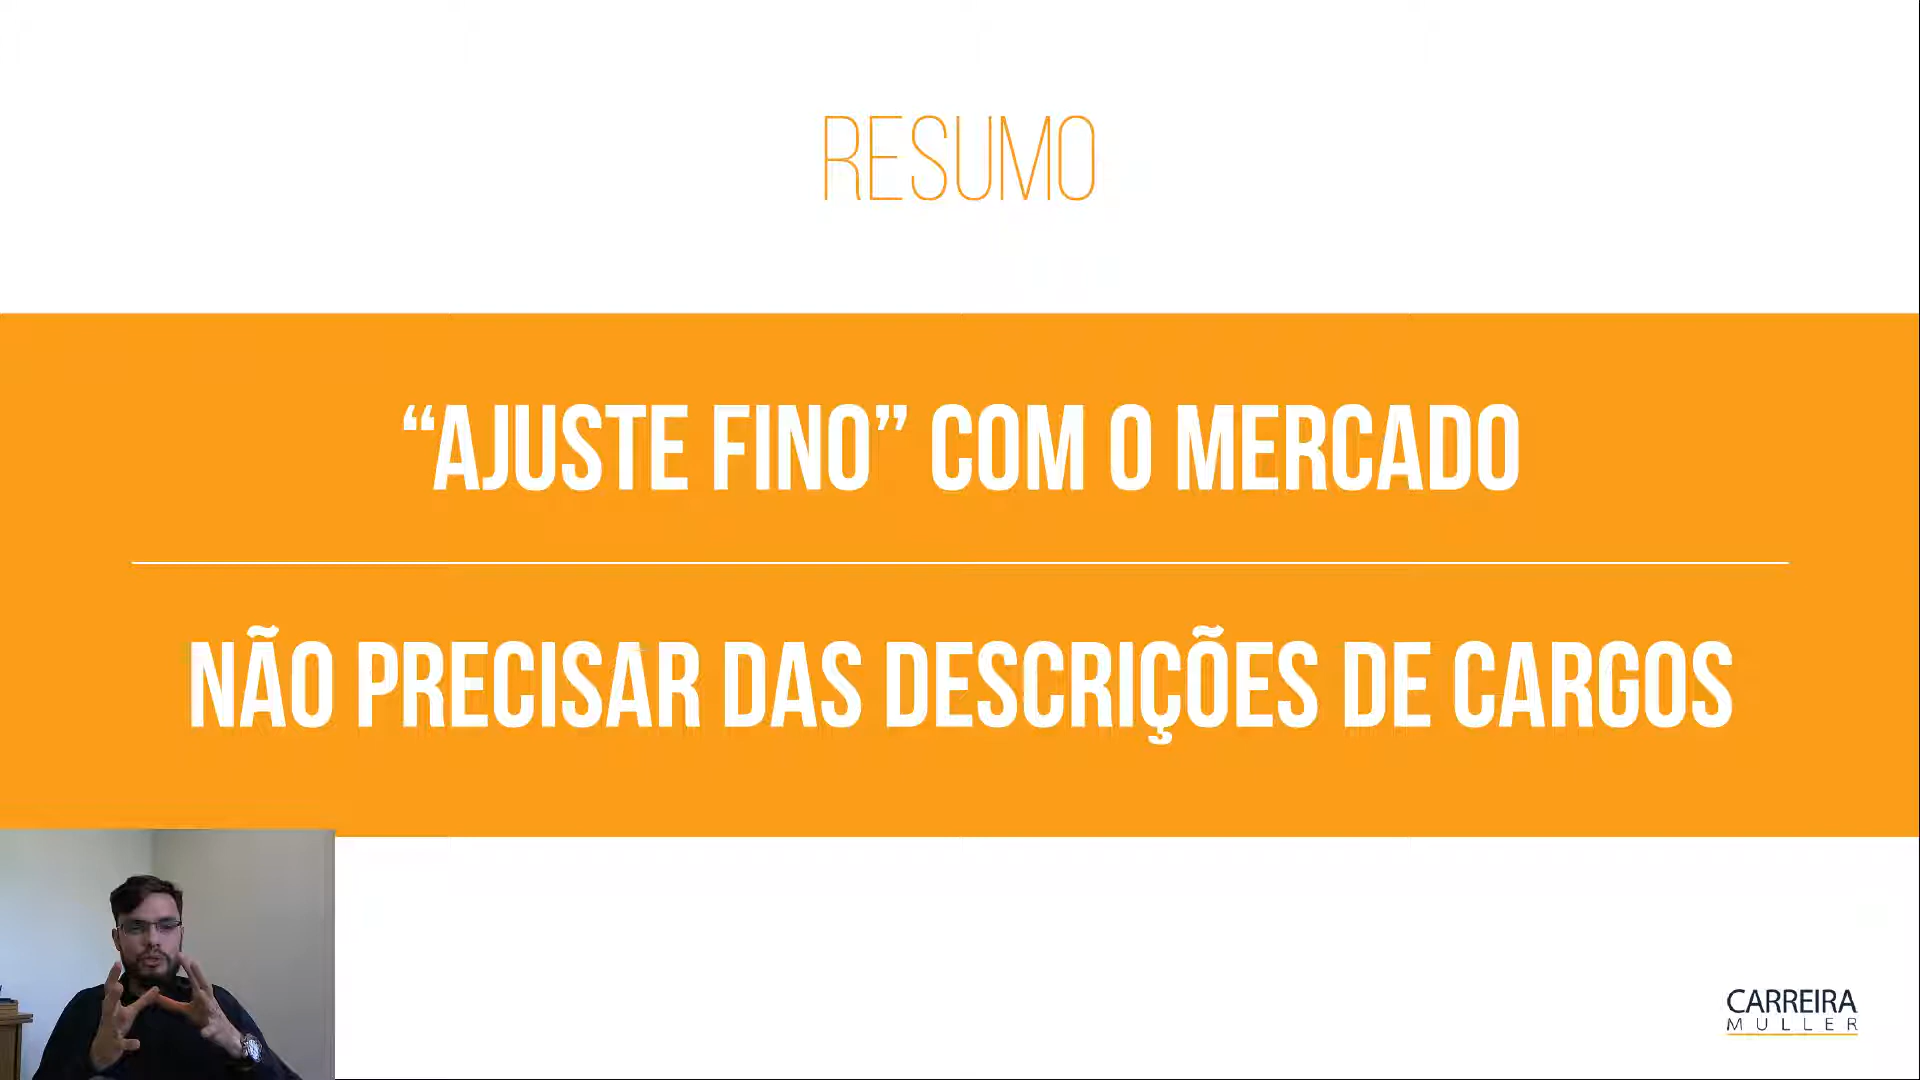 RESUMO
“AJUSTE FINO” COM O MERCADO
NÃO PRECISAR DAS DESCRIÇÕES DE CARGOS
CARREIRA
MULLER